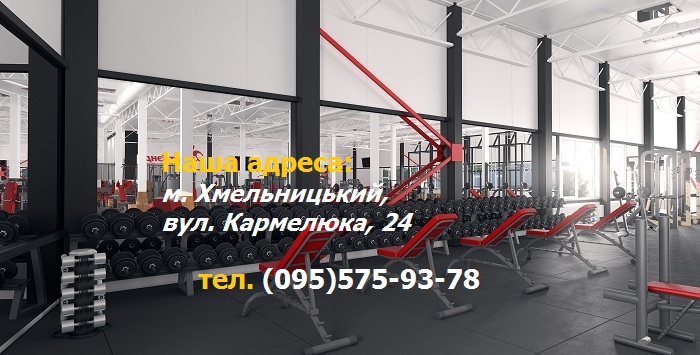 Наша адреса:
м. Хмельницький,
вул. Кармелюка, 24
тел. (095)575-93-78